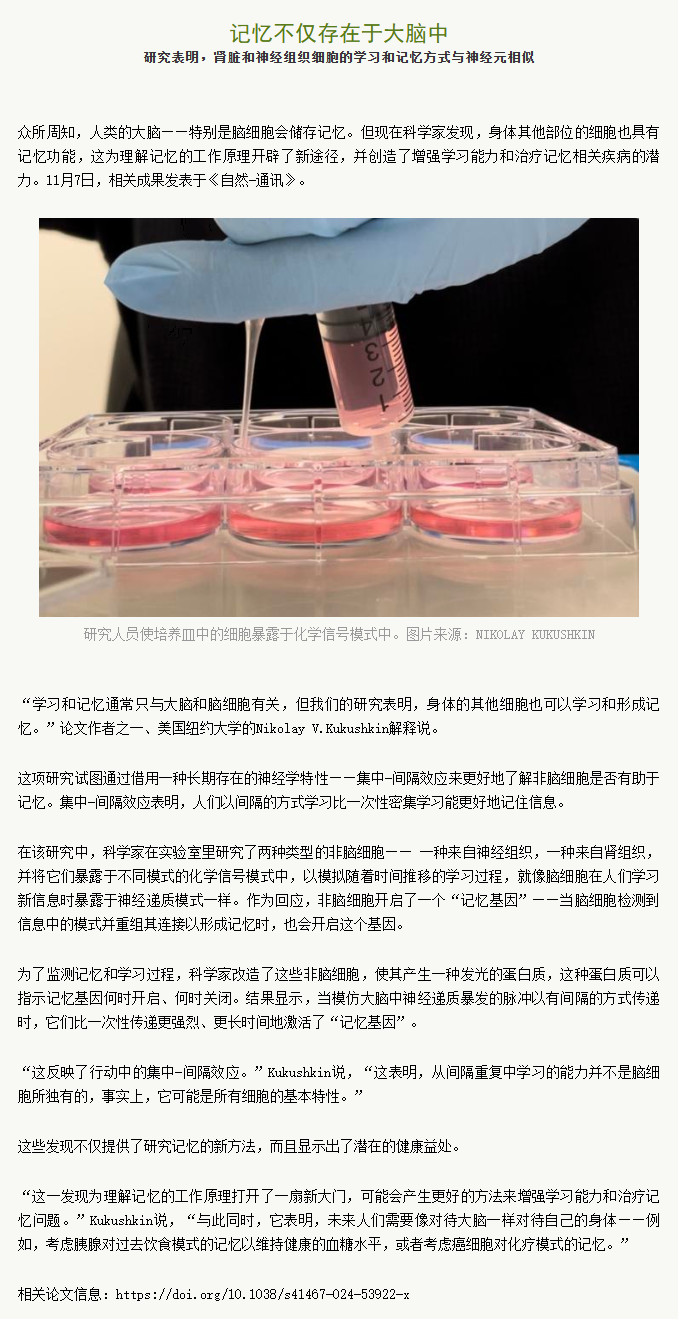 记忆不仅存在于大脑中
研究表明，肾脏和神经组织细胞的学习和记忆方式与神经元相似
众所周知，人类的大脑——特别是脑细胞会储存记忆。但现在科学家发现，身体其他部位的细胞也具有
记忆功能，这为理解记忆的工作原理开辟了新途径，并创造了增强学习能力和治疗记忆相关疾病的潜
力。11月7日，相关成果发表于《自然-通讯》。
4
3
2
1
研究人员使培养皿中的细胞暴露于化学信号模式中。图片来源：NIKOLAY KUKUSHKIN
“学习和记忆通常只与大脑和脑细胞有关，但我们的研究表明，身体的其他细胞也可以学习和形成记
忆。”论文作者之一、美国纽约大学的Nikolay V.Kukushkin解释说。
这项研究试图通过借用一种长期存在的神经学特性——集中-间隔效应来更好地了解非脑细胞是否有助于
记忆。集中-间隔效应表明，人们以间隔的方式学习比一次性密集学习能更好地记住信息。
在该研究中，科学家在实验室里研究了两种类型的非脑细胞—— 一种来自神经组织，一种来自肾组织，
并将它们暴露于不同模式的化学信号模式中，以模拟随着时间推移的学习过程，就像脑细胞在人们学习
新信息时暴露于神经递质模式一样。作为回应，非脑细胞开启了一个“记忆基因”——当脑细胞检测到
信息中的模式并重组其连接以形成记忆时，也会开启这个基因。
为了监测记忆和学习过程，科学家改造了这些非脑细胞，使其产生一种发光的蛋白质，这种蛋白质可以
指示记忆基因何时开启、何时关闭。结果显示，当模仿大脑中神经递质暴发的脉冲以有间隔的方式传递
时，它们比一次性传递更强烈、更长时间地激活了“记忆基因”。
“这反映了行动中的集中-间隔效应。”Kukushkin说，“这表明，从间隔重复中学习的能力并不是脑细
胞所独有的，事实上，它可能是所有细胞的基本特性。”
这些发现不仅提供了研究记忆的新方法，而且显示出了潜在的健康益处。
“这一发现为理解记忆的工作原理打开了一扇新大门，可能会产生更好的方法来增强学习能力和治疗记
忆问题。”Kukushkin说，“与此同时，它表明，未来人们需要像对待大脑一样对待自己的身体——例
如，考虑胰腺对过去饮食模式的记忆以维持健康的血糖水平，或者考虑癌细胞对化疗模式的记忆。”
相关论文信息：https://doi.org/10.1038/s41467-024-53922-x